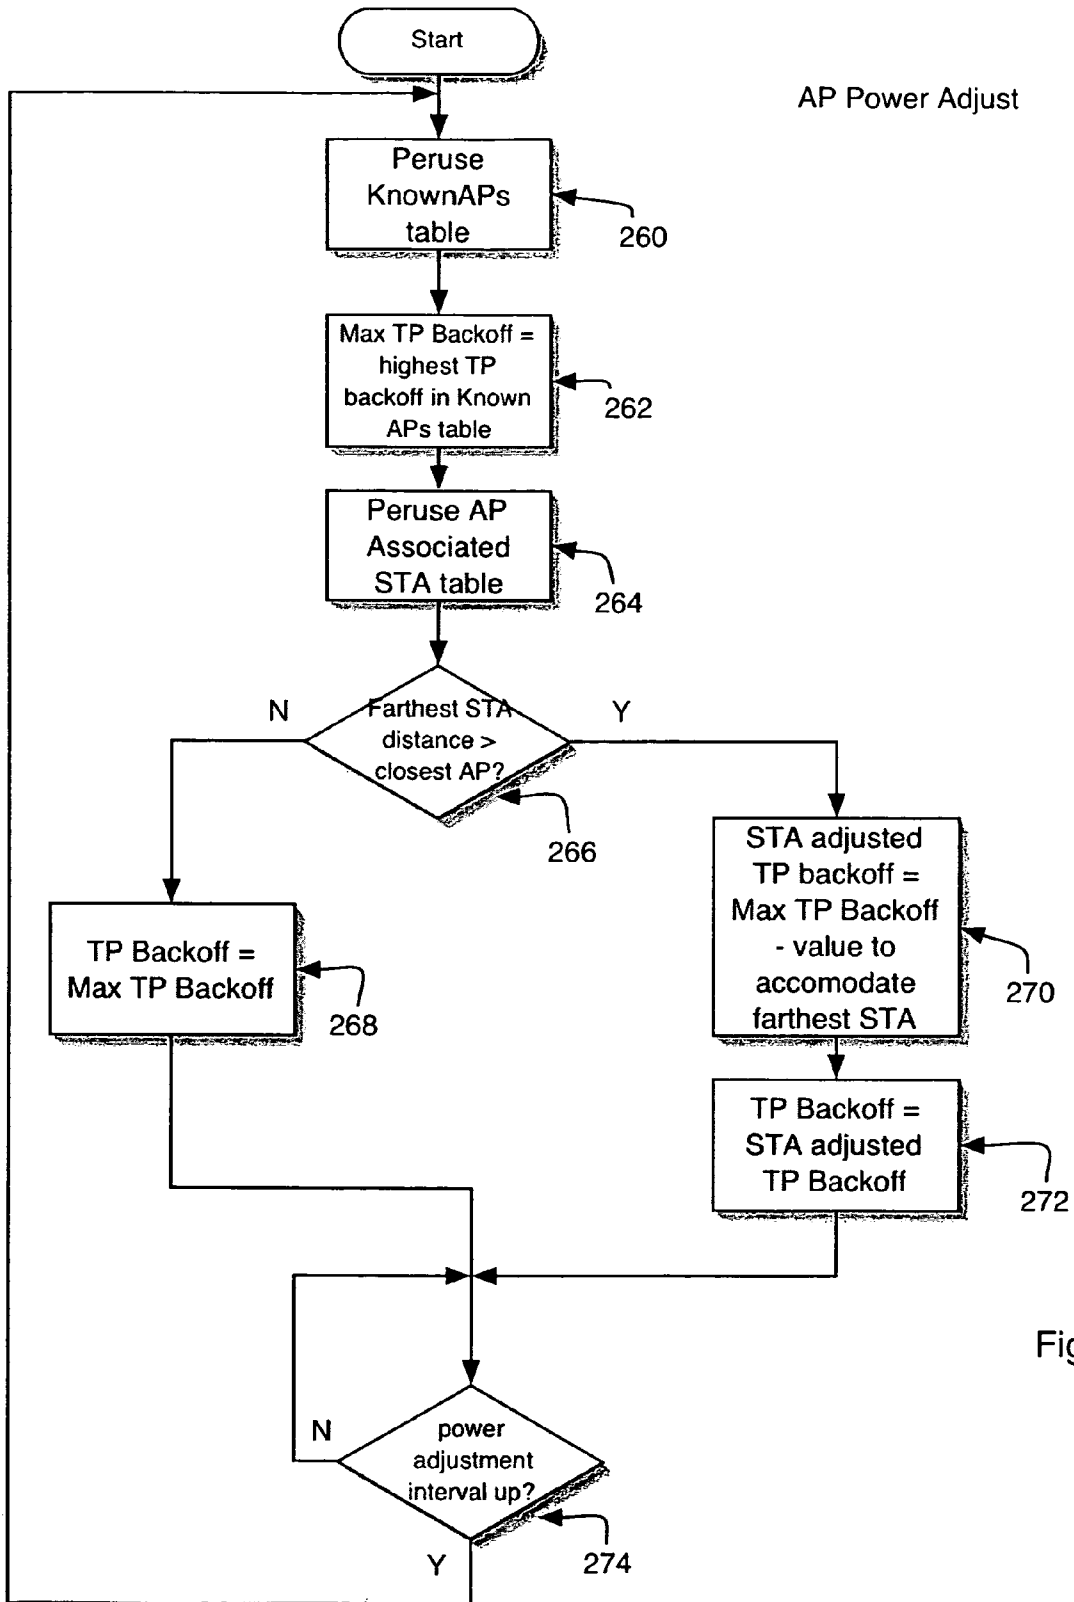 Start
AP Power Adjust
Peruse
KnownAPs
table
260
Max TP Backoff =
highest TP
backoff in Known
APs table
262
Peruse AP
Associated
STA table
264
N
Farthest STA
distance >
closest AP?
Y
266
STA adjusted
TP backoff =
Max TP Backoff
- value to
accomodate
farthest STA
270
TP Backoff =
Max TP Backoff
268
TP Backoff =
STA adjusted
TP Backoff
272
Fig
N
power
adjustment
interval up?
274
Y